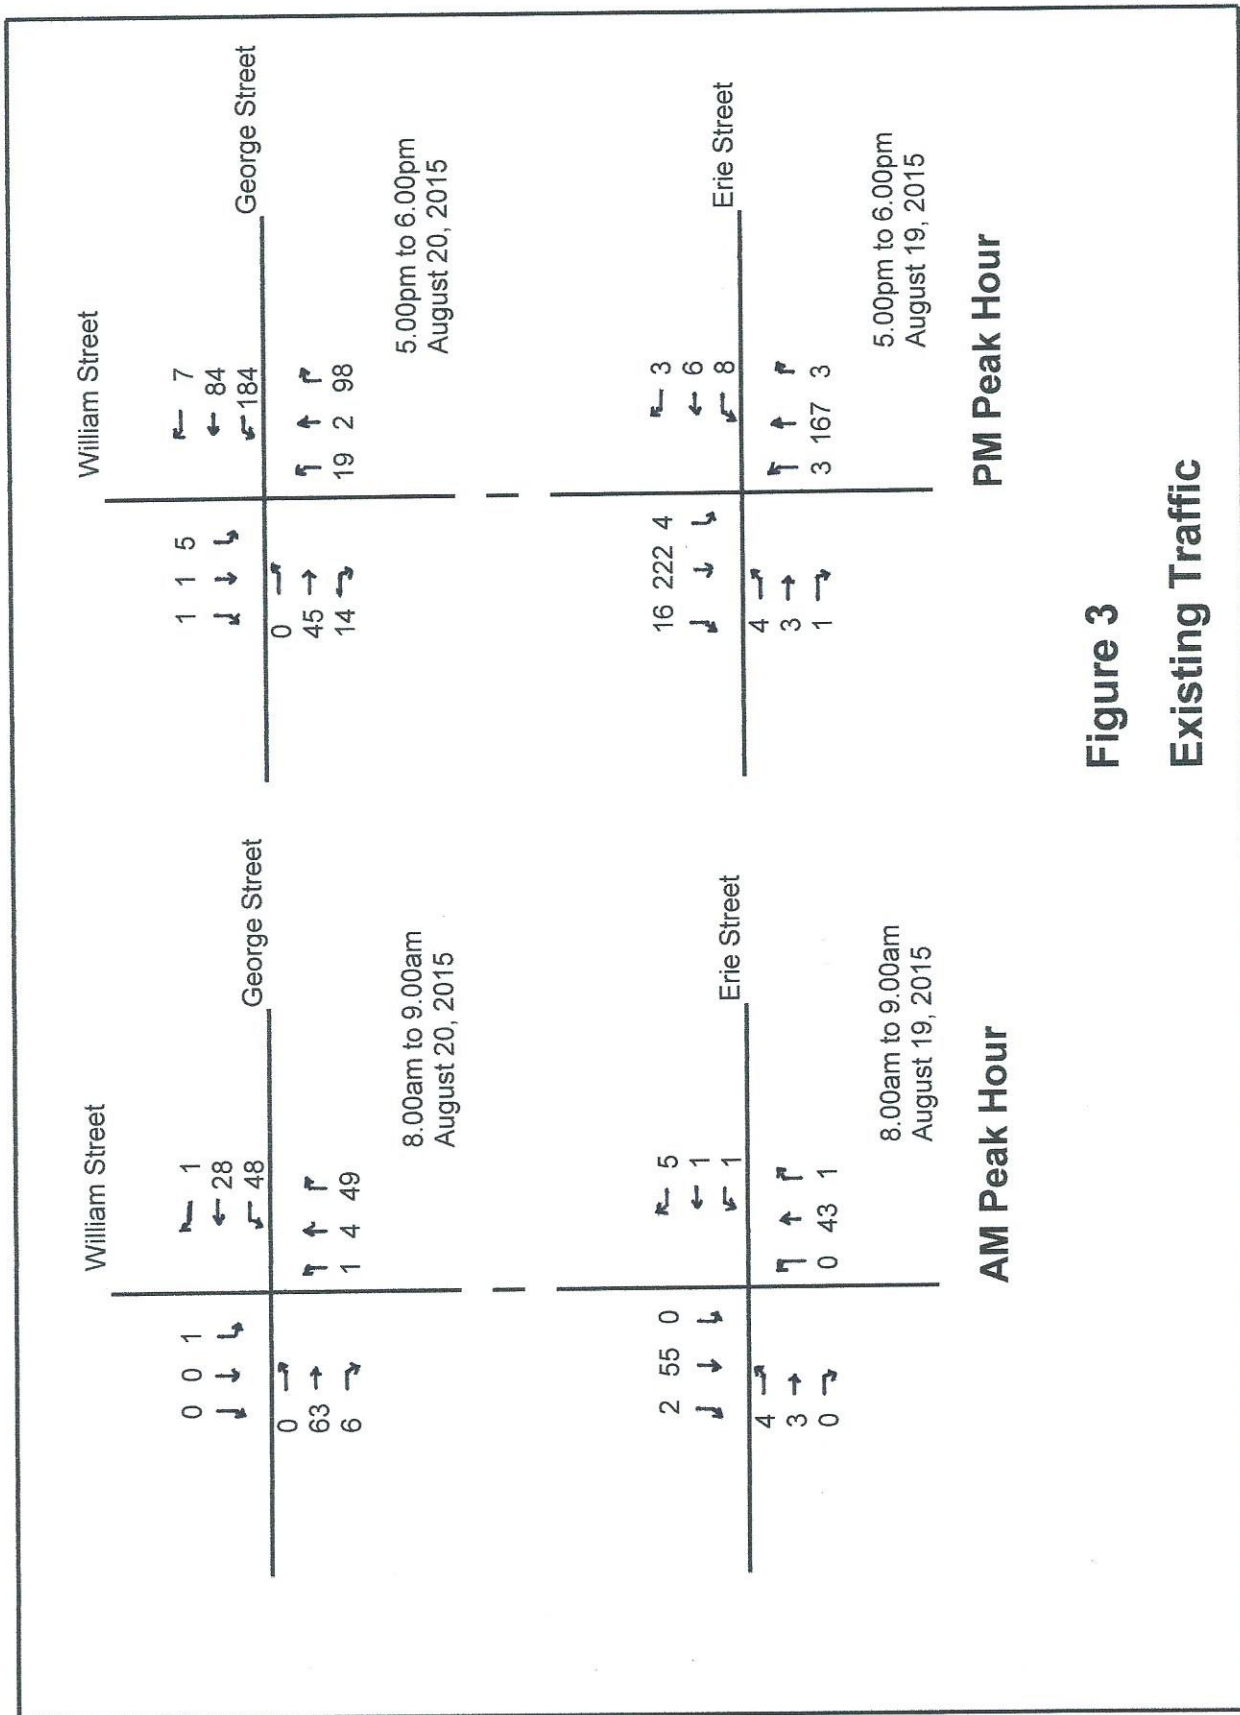 William Street
0 0 1
1
28
48
George Street
0
63
6
1 4 49
8.00am to 9.00am
August 20, 2015
2 55 0
5
1
1
Erie Street
4
3
0
0 43 1
8.00am to 9.00am
August 19, 2015
AM Peak Hour
William Street
1 1 5
7
84
184
George Street
0
45
14
19 2 98
5.00pm to 6.00pm
August 20, 2015
16 222 4
3
6
8
Erie Street
4
3
1
3 167 3
5.00pm to 6.00pm
August 19, 2015
PM Peak Hour
Figure 3
Existing Traffic